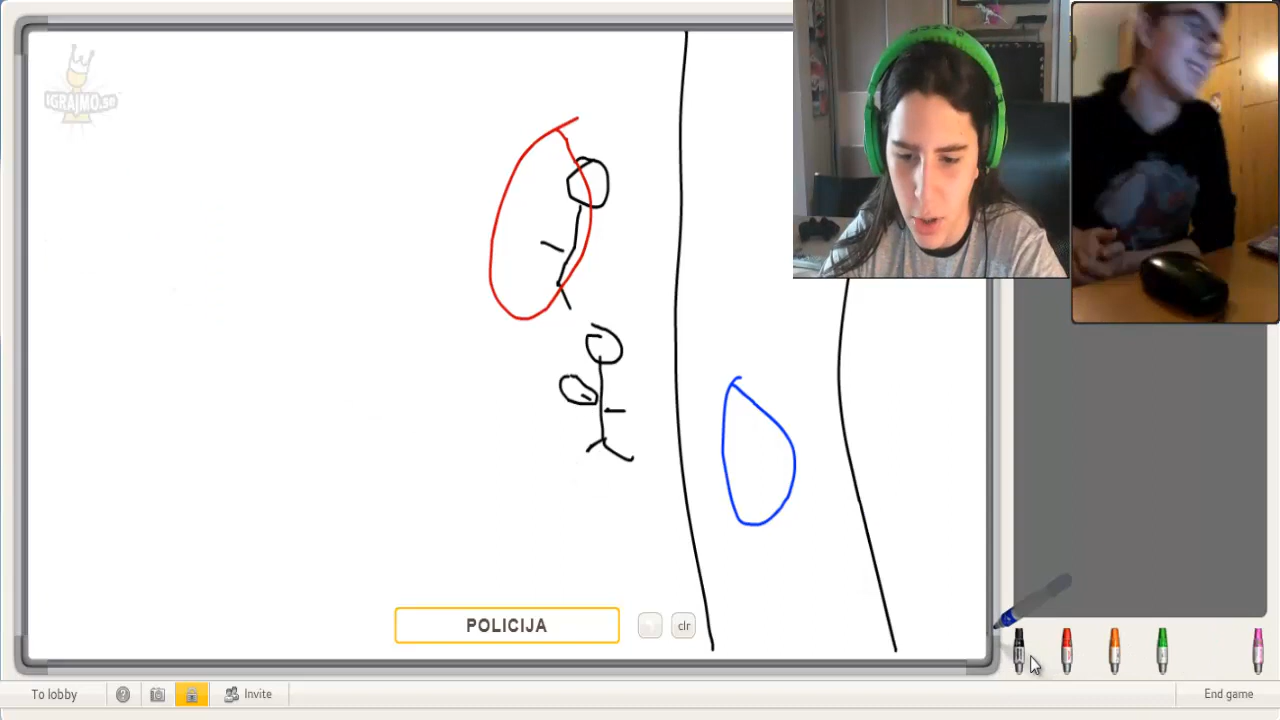 IGRAJMO.SE
POLICIJA
clr
To lobby
Invite
End game